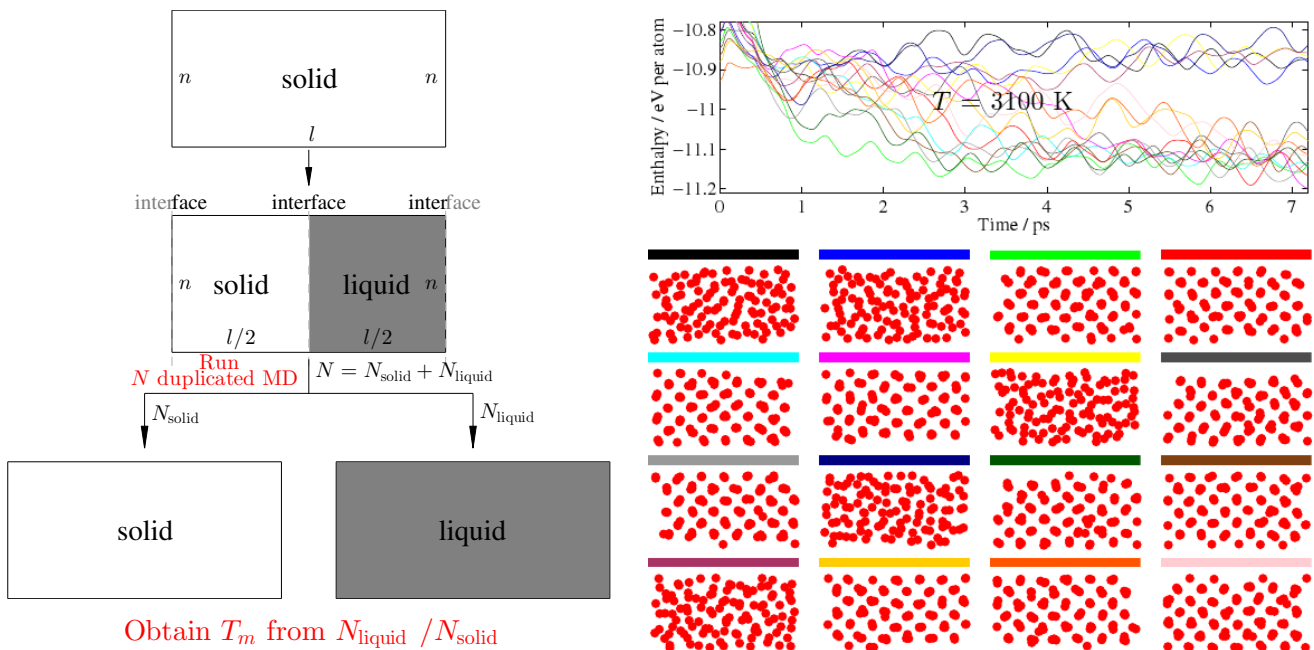 n solid n
l
interface interface interface
n solid liquid n
l/2 l/2
Run
N duplicated MD
N = N_solid + N_liquid
N_solid N_liquid
solid liquid
Obtain T_m from N_liquid /N_solid
Enthalpy / eV per atom
−10.8
−10.9
−11
−11.1
−11.2
T = 3100 K
0 1 2 3 4 5 6 7
Time / ps